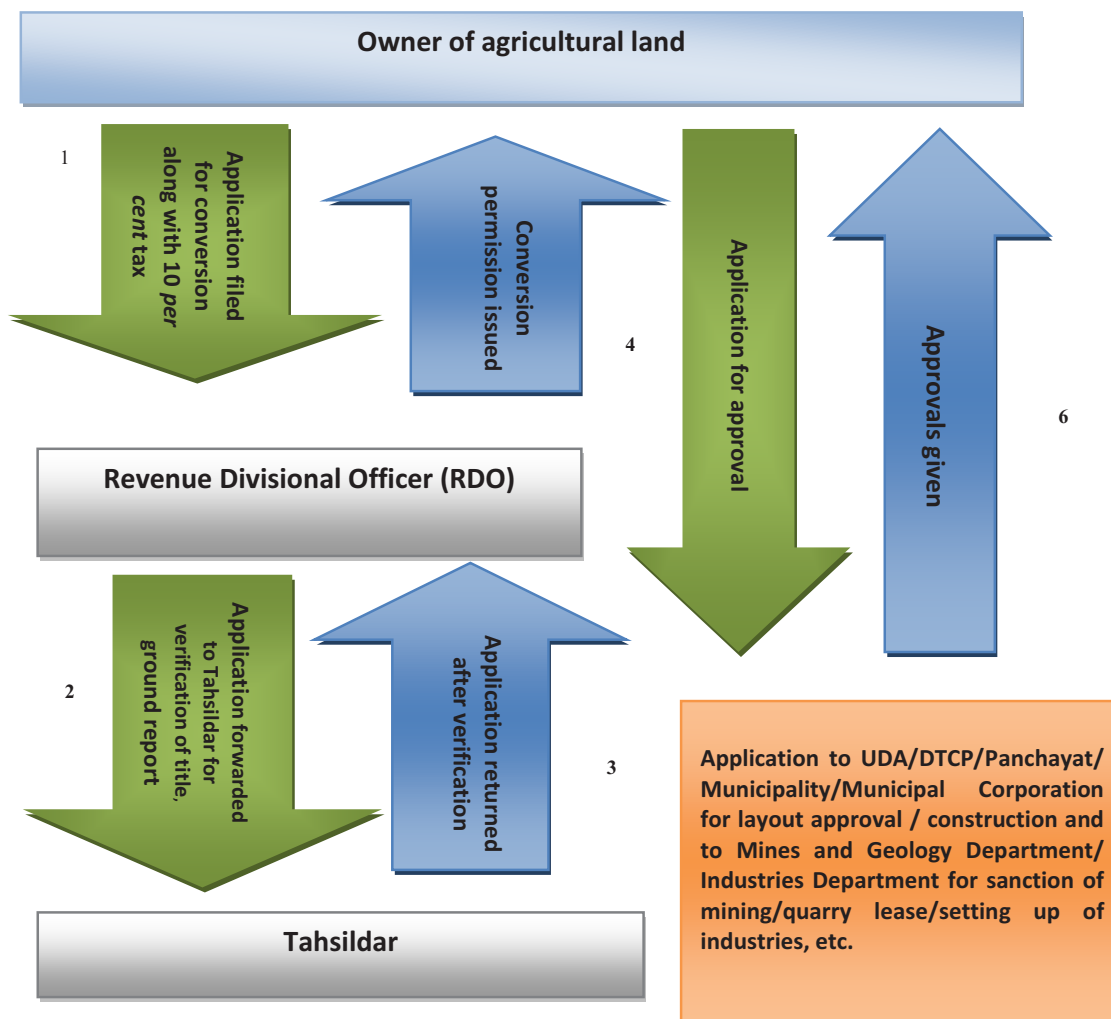 Owner of agricultural land
1
Application filed
for conversion
along with 10 per
cent tax
Conversion
permission issued
4
Application for approval
Approvals given
6
Revenue Divisional Officer (RDO)
2
Application forwarded
to Tahsildar for
verification of title,
ground report
Application returned
after verification
3
Tahsildar
Application to UDA/DTCP/Panchayat/
Municipality/Municipal Corporation
for layout approval / construction and
to Mines and Geology Department/
Industries Department for sanction of
mining/quarry lease/setting up of
industries, etc.